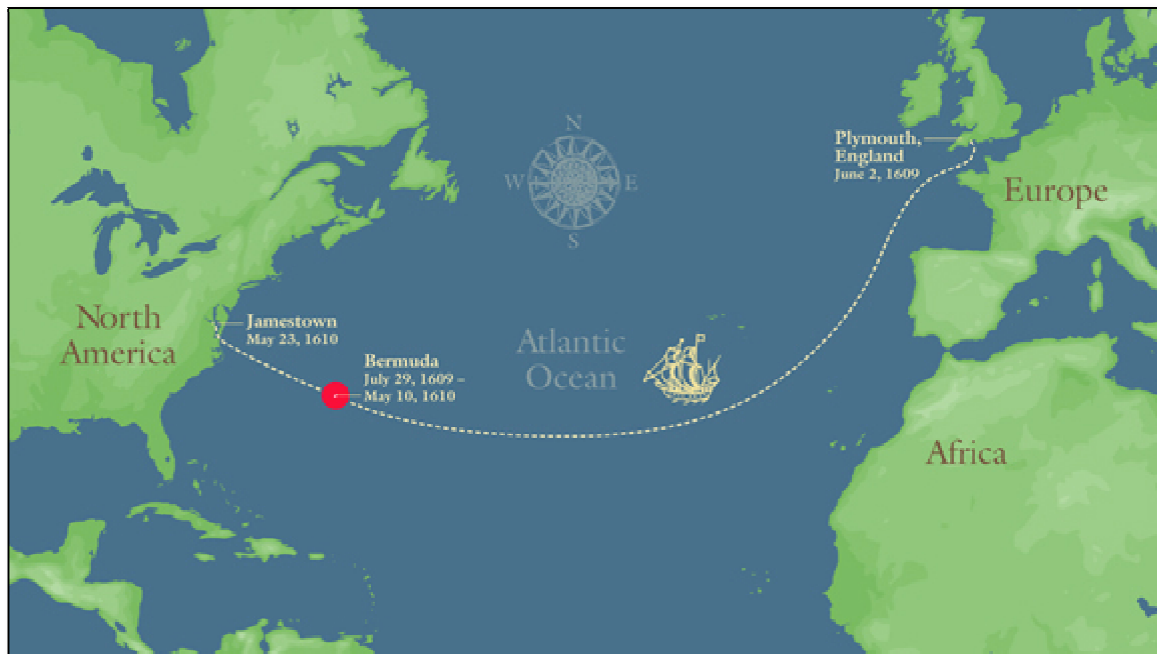 N
W
E
S
Plymouth,
England
June 2, 1609
Europe
North
America
Jamestown
May 23, 1610
Bermuda
July 29, 1609 –
May 10, 1610
Atlantic
Ocean
Africa